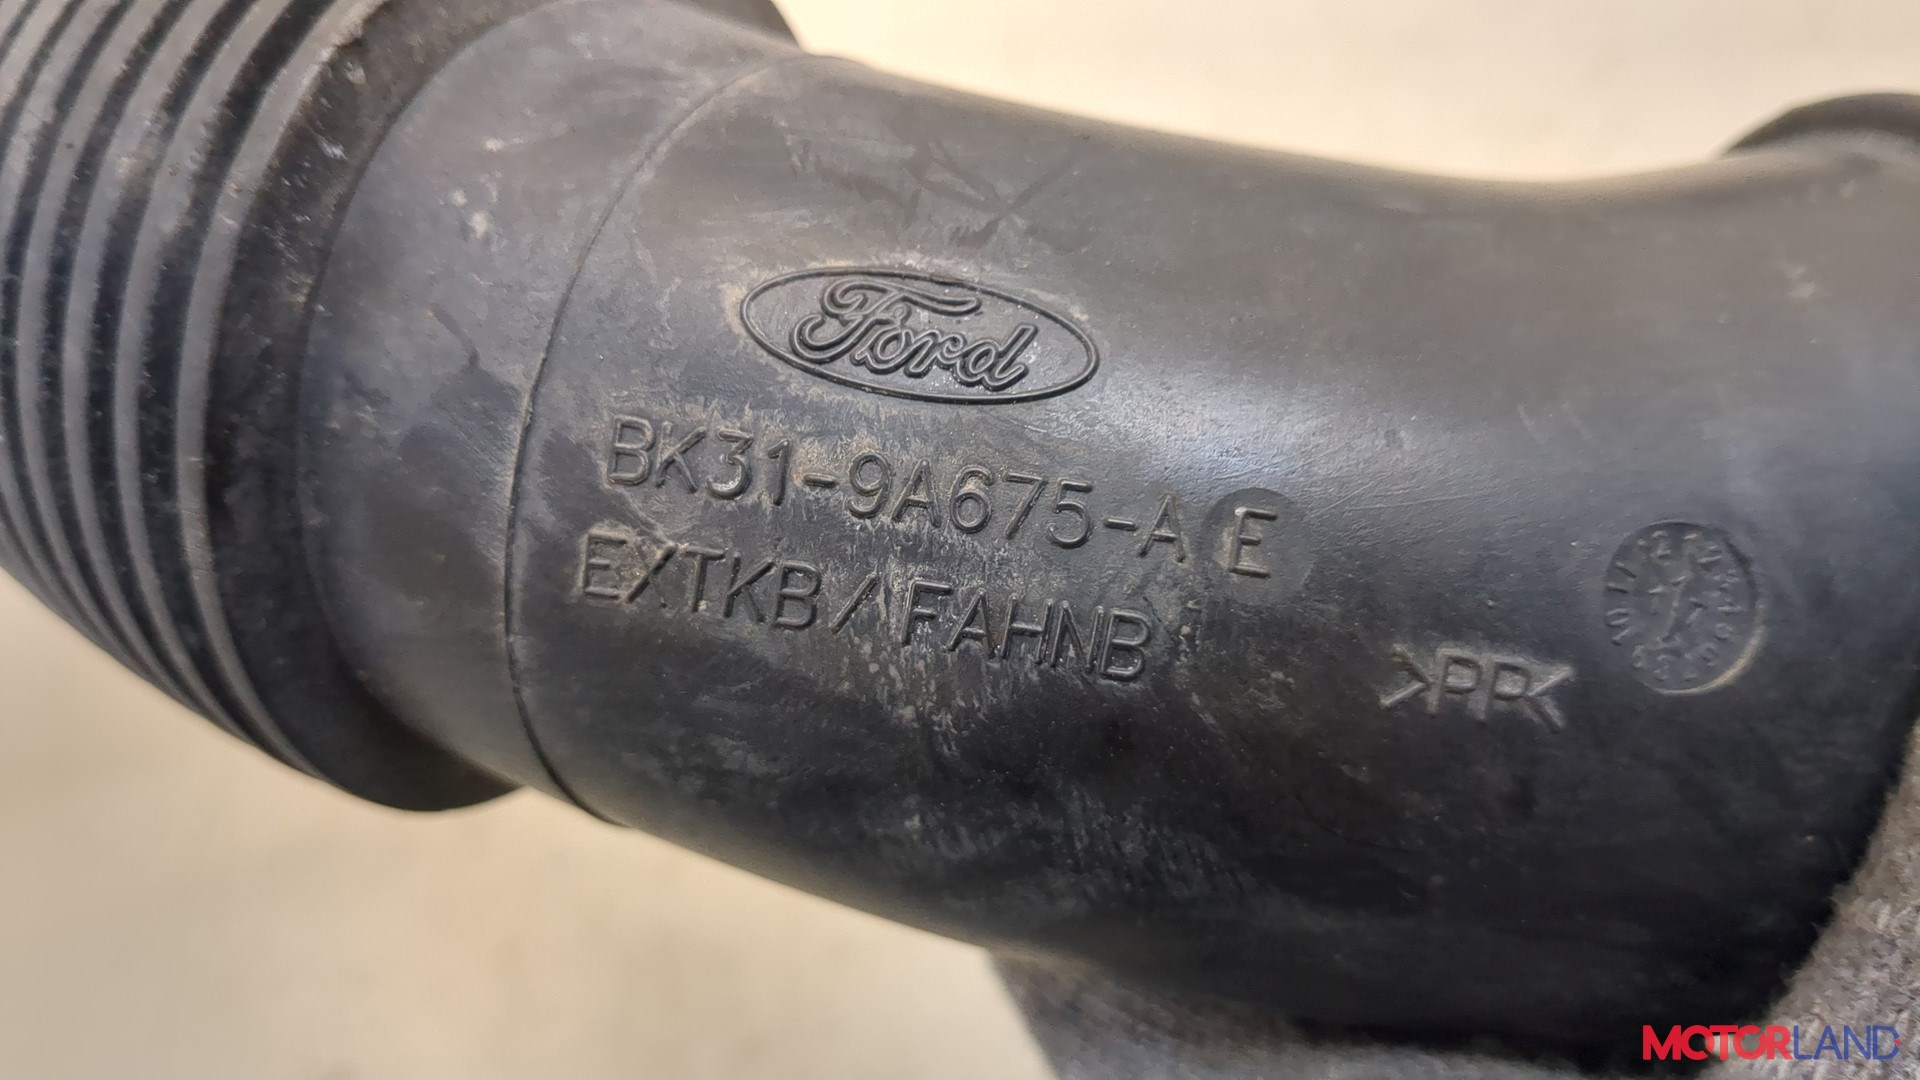 Ford
BK31-9A675-A E
EXTKB / FAHNB
>PP<
MOTORLAND